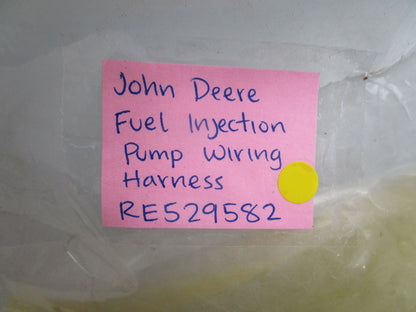 John Deere
Fuel Injection
Pump Wiring
Harness
RE529582